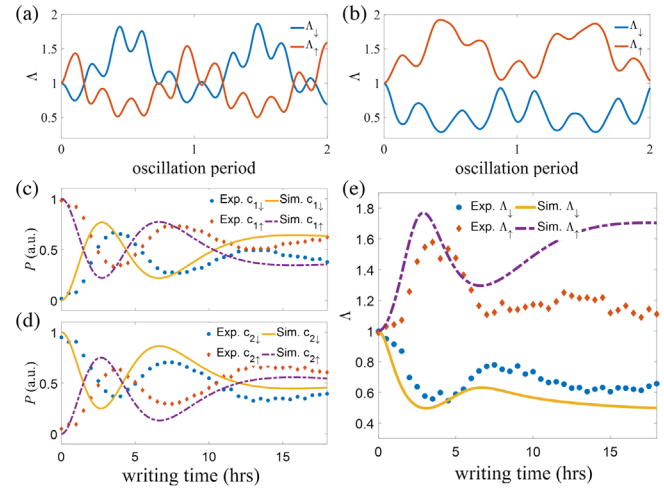 (a)
2
1.5
1
0.5
Λ
Λ↓
Λ↑
0
1
2
oscillation period
(b)
2
1.5
1
0.5
Λ↓
Λ↑
0
1
2
oscillation period
(c)
1
0.5
0
P (a.u.)
Exp. c1↓ Sim. c1↓
Exp. c1↑ Sim. c1↑
(d)
1
0.5
0
P (a.u.)
Exp. c2↓ Sim. c2↓
Exp. c2↑ Sim. c2↑
0 5 10 15
writing time (hrs)
(e)
1.8
1.6
1.4
1.2
1.0
0.8
0.6
0.4
Λ
Exp. Λ↓ Sim. Λ↓
Exp. Λ↑ Sim. Λ↑
0 5 10 15
writing time (hrs)